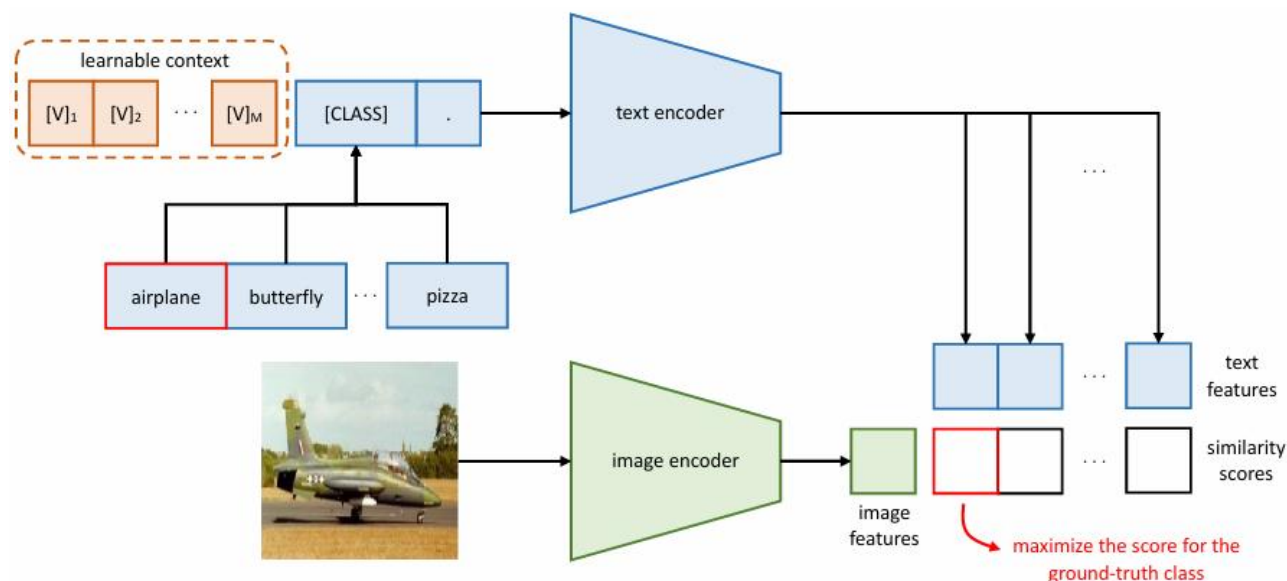 learnable context
[V]₁ [V]₂ ··· [V]ₘ [CLASS] .
text encoder
···
airplane butterfly ··· pizza
··· text
features
image encoder
··· similarity
scores
image
features
maximize the score for the
ground-truth class